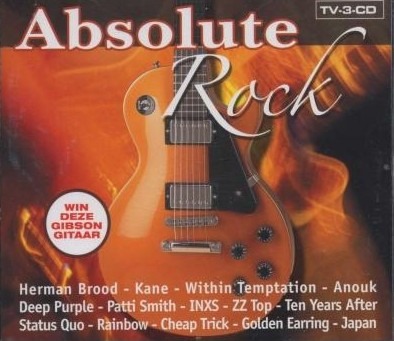 Absolute
Rock
TV-3-CD
WIN
DEZE
GIBSON
GITAAR
Herman Brood - Kane - Within Temptation - Anouk
Deep Purple - Patti Smith - INXS - ZZ Top - Ten Years After
Status Quo - Rainbow - Cheap Trick - Golden Earring - Japan